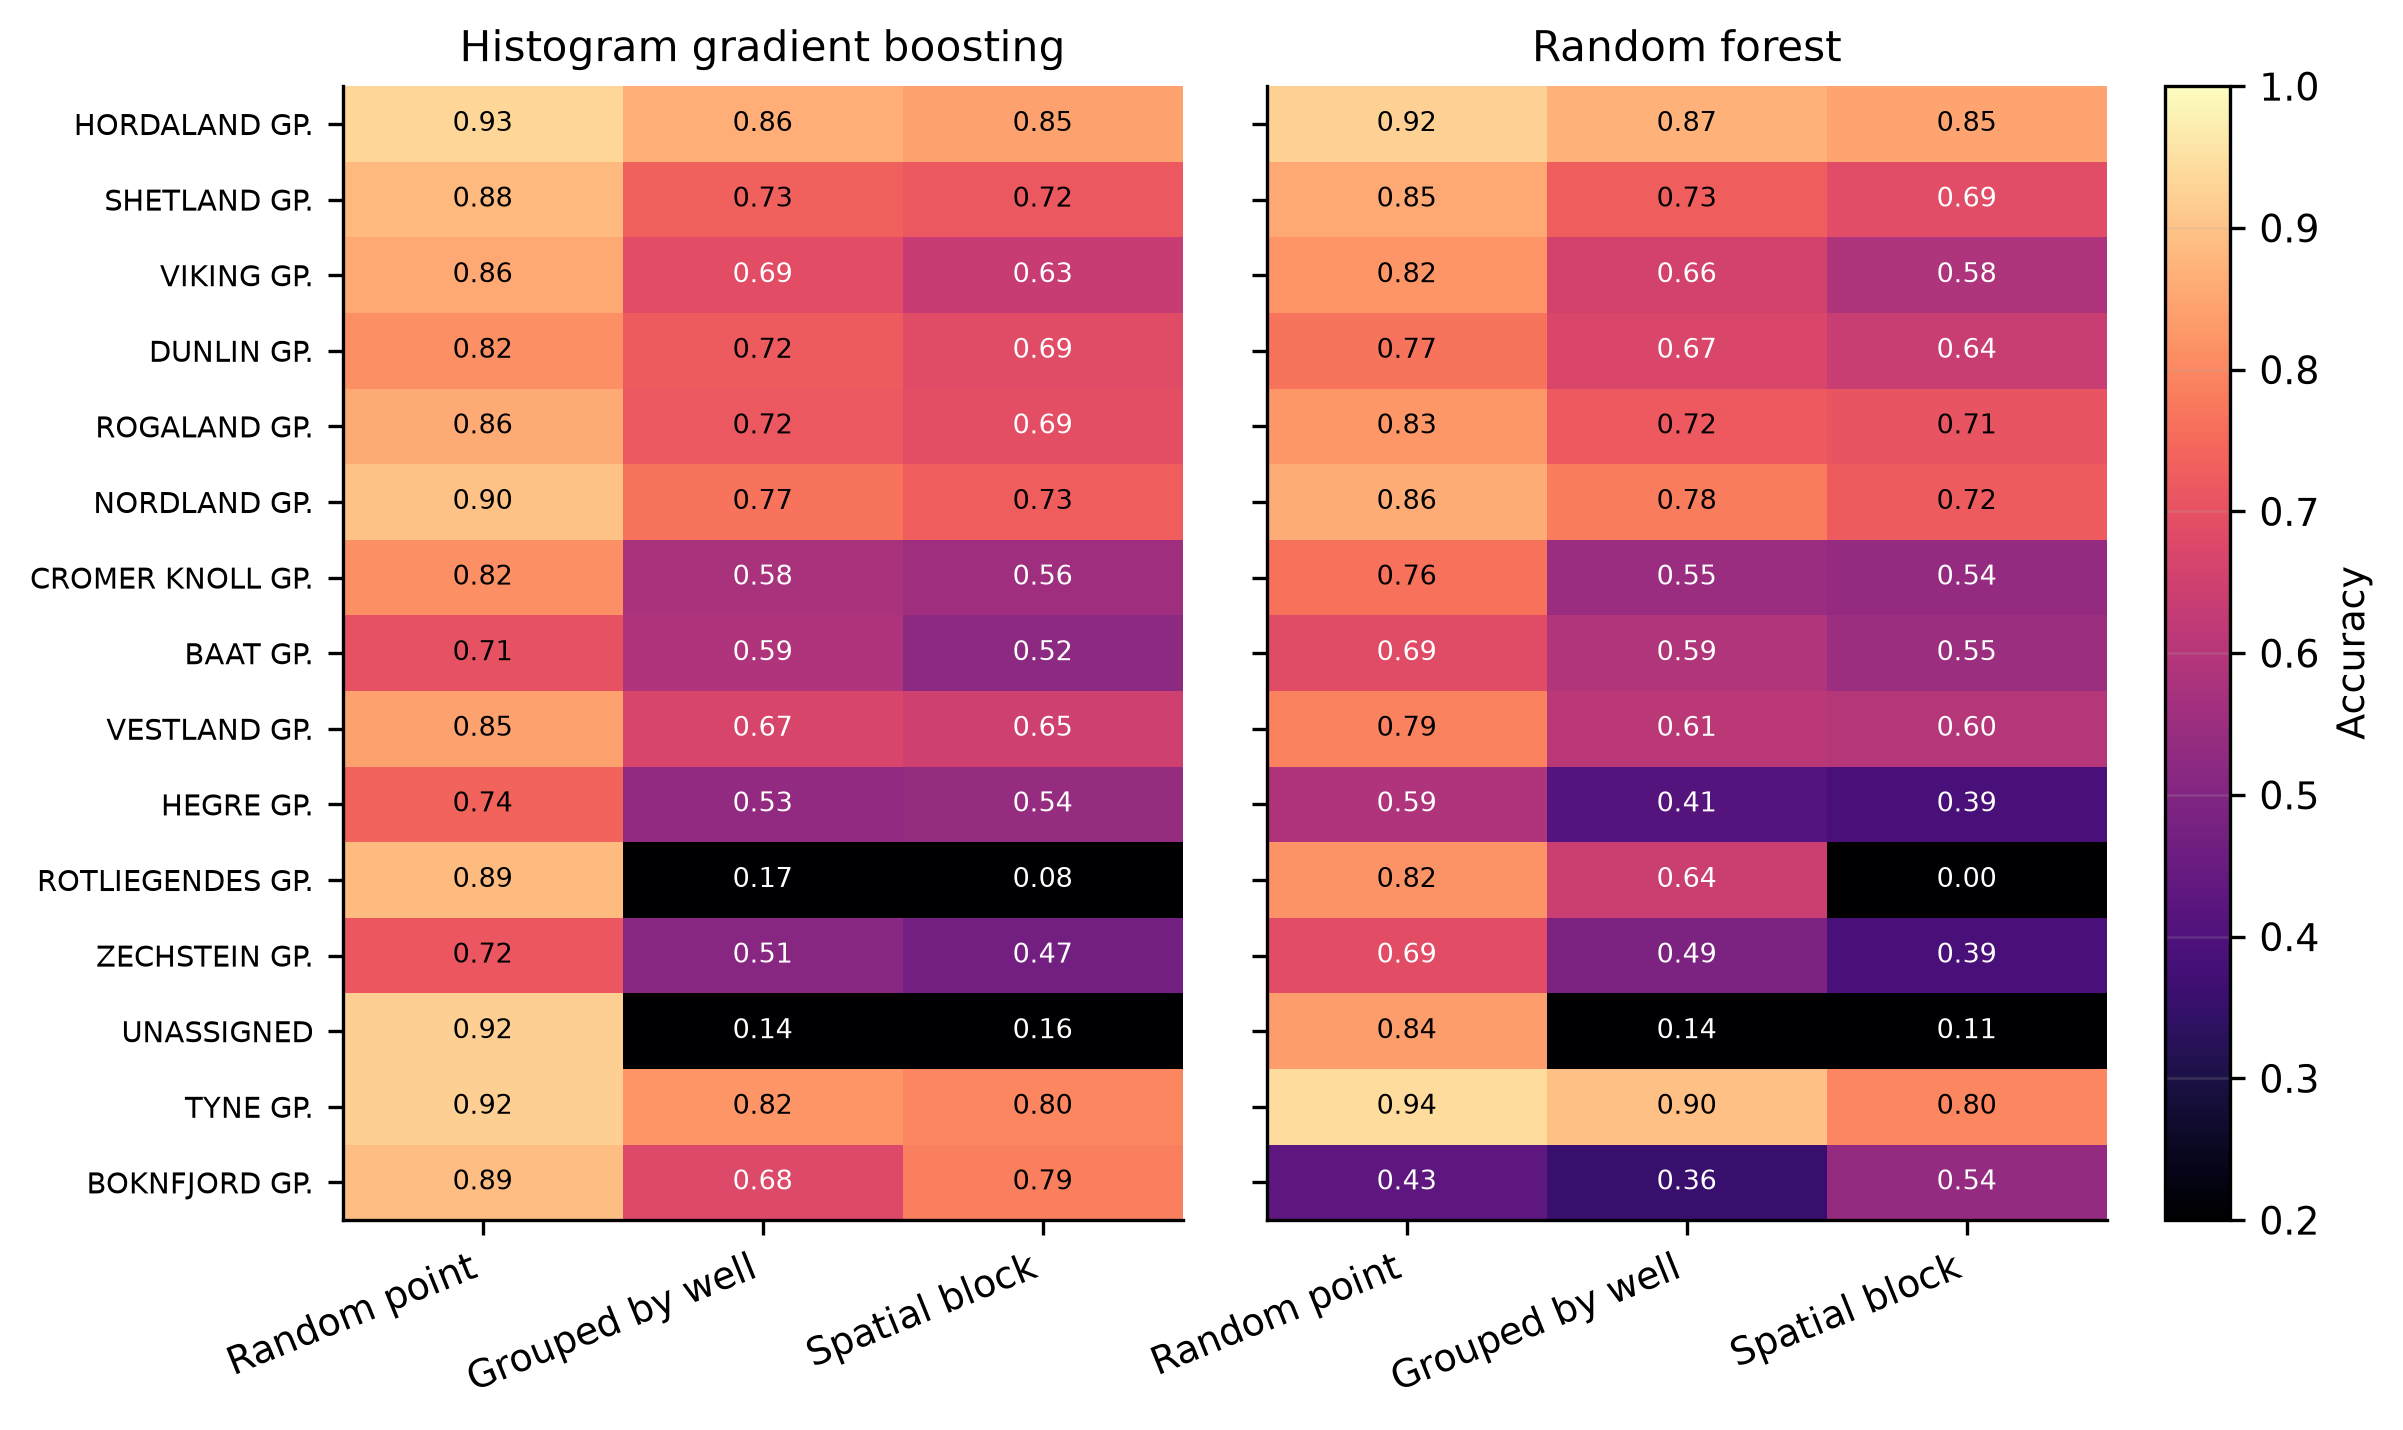 Histogram gradient boosting
Random forest
HORDALAND GP. 0.93 0.86 0.85 0.92 0.87 0.85
SHETLAND GP. 0.88 0.73 0.72 0.85 0.73 0.69
VIKING GP. 0.86 0.69 0.63 0.82 0.66 0.58
DUNLIN GP. 0.82 0.72 0.69 0.77 0.67 0.64
ROGALAND GP. 0.86 0.72 0.69 0.83 0.72 0.71
NORDLAND GP. 0.90 0.77 0.73 0.86 0.78 0.72
CROMER KNOLL GP. 0.82 0.58 0.56 0.76 0.55 0.54
BAAT GP. 0.71 0.59 0.52 0.69 0.59 0.55
VESTLAND GP. 0.85 0.67 0.65 0.79 0.61 0.60
HEGRE GP. 0.74 0.53 0.54 0.59 0.41 0.39
ROTLIEGENDES GP. 0.89 0.17 0.08 0.82 0.64 0.00
ZECHSTEIN GP. 0.72 0.51 0.47 0.69 0.49 0.39
UNASSIGNED 0.92 0.14 0.16 0.84 0.14 0.11
TYNE GP. 0.92 0.82 0.80 0.94 0.90 0.80
BOKNFJORD GP. 0.89 0.68 0.79 0.43 0.36 0.54
Random point
Grouped by well
Spatial block
Random point
Grouped by well
Spatial block
1.0
0.9
0.8
0.7
0.6
0.5
0.4
0.3
0.2
Accuracy